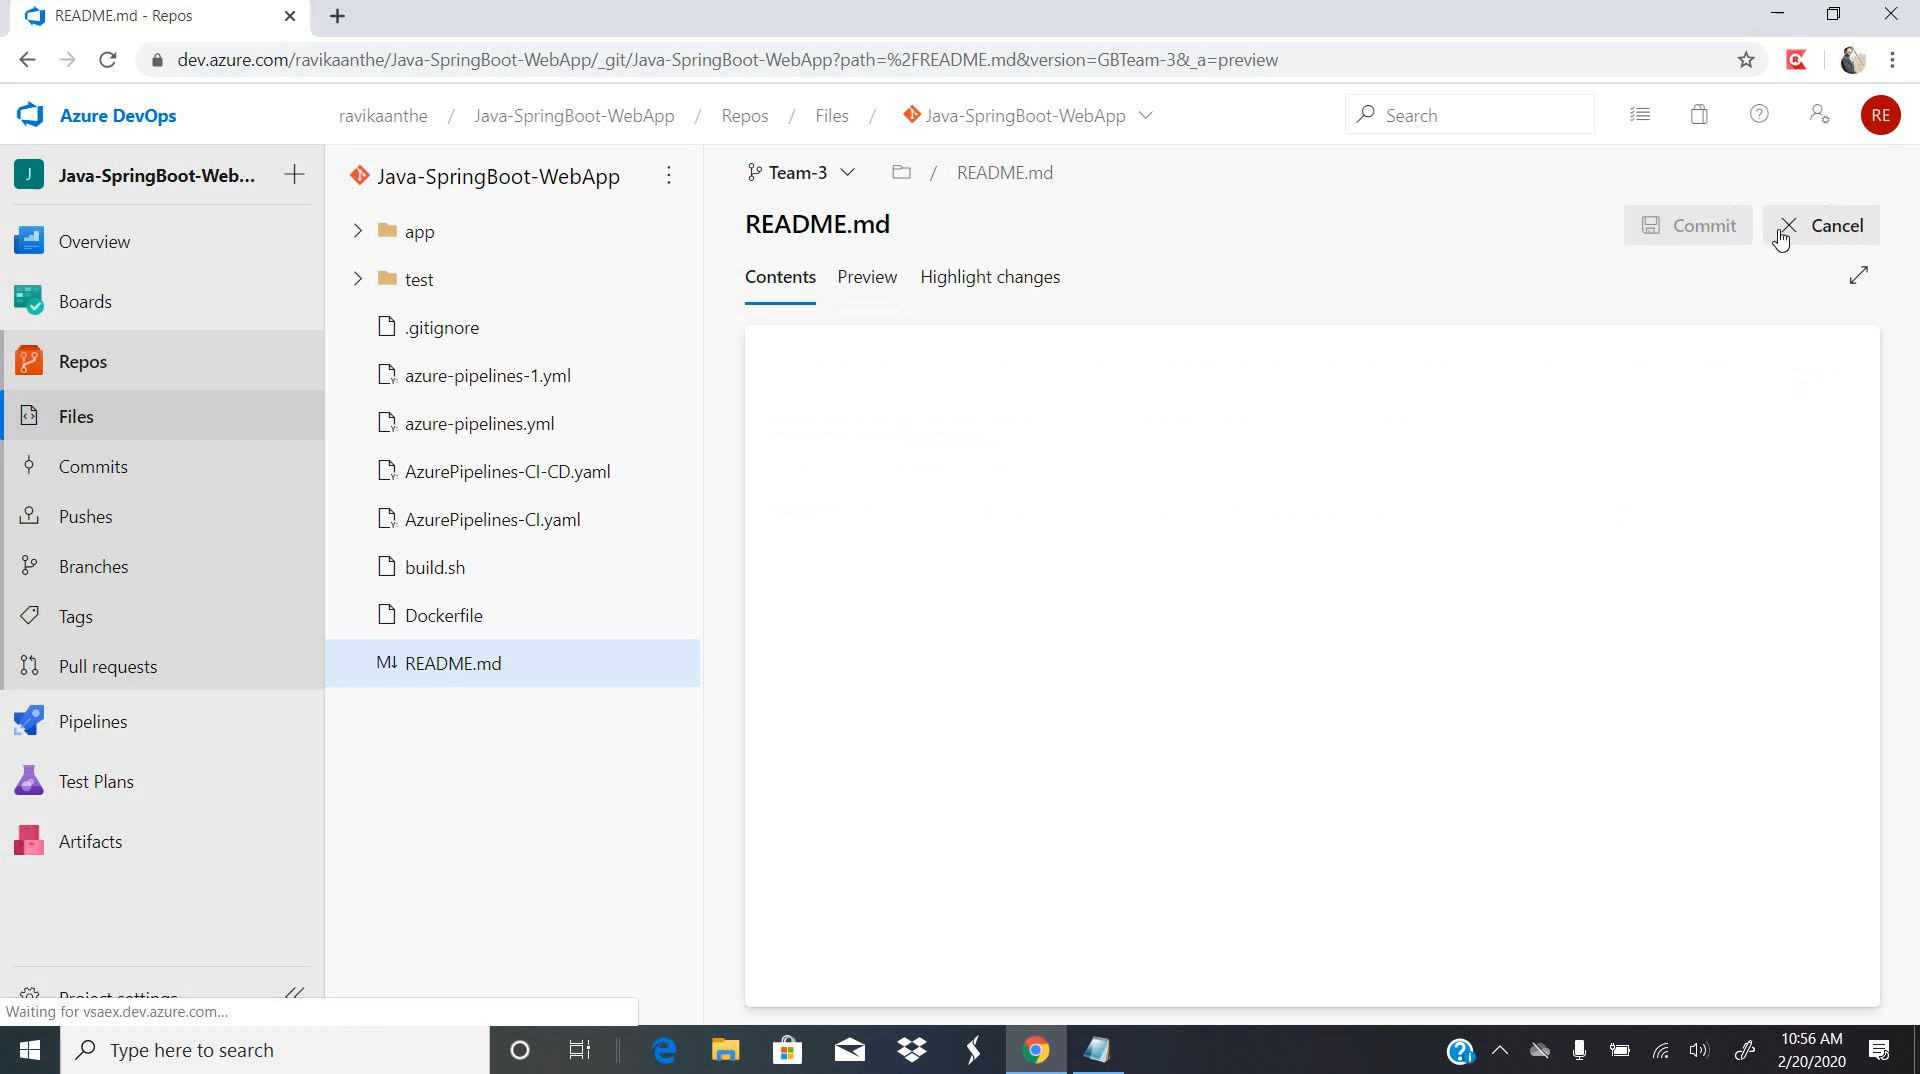 README.md - Repos
dev.azure.com/ravikaanthe/Java-SpringBoot-WebApp/_git/Java-SpringBoot-WebApp?path=%2FREADME.md&version=GBTeam-3&_a=preview
Azure DevOps
ravikaanthe / Java-SpringBoot-WebApp / Repos / Files / Java-SpringBoot-WebApp
Search
RE
J Java-SpringBoot-Web...
Overview
Boards
Repos
Files
Commits
Pushes
Branches
Tags
Pull requests
Pipelines
Test Plans
Artifacts
Project settings
Waiting for vsaex.dev.azure.com...
Java-SpringBoot-WebApp
app
test
.gitignore
azure-pipelines-1.yml
azure-pipelines.yml
AzurePipelines-CI-CD.yaml
AzurePipelines-CI.yaml
build.sh
Dockerfile
M↓ README.md
Team-3 / README.md
README.md
Commit
Cancel
Contents Preview Highlight changes
Type here to search
10:56 AM
2/20/2020